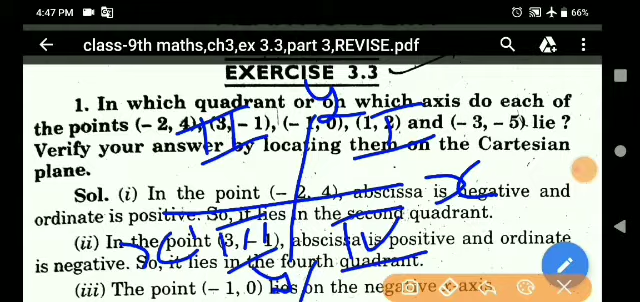 4:47 PM
66%
class-9th maths,ch3,ex 3.3,part 3,REVISE.pdf
EXERCISE 3.3
1. In which quadrant or on which axis do each of
the points (– 2, 4), (3, – 1), (– 1, 0), (1, 2) and (– 3, – 5) lie ?
Verify your answer by locating them on the Cartesian
plane.
Sol. (i) In the point (– 2, 4), abscissa is negative and
ordinate is positive. So, it lies in the second quadrant.
(ii) In the point (3, – 1), abscissa is positive and ordinate
is negative. So, it lies in the fourth quadrant.
(iii) The point (– 1, 0) lies on the negative x-axis.
y
II
I
x
III
IV